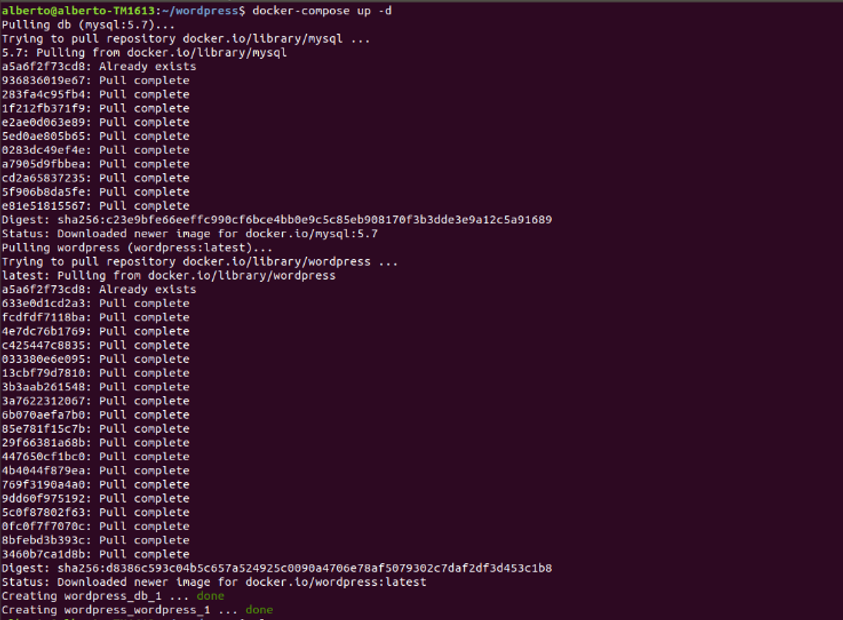 alberto@alberto-TM1613:~/wordpress$ docker-compose up -d
Pulling db (mysql:5.7)...
Trying to pull repository docker.io/library/mysql ...
5.7: Pulling from docker.io/library/mysql
a5a6f2f73cd8: Already exists
936836019e67: Pull complete
283fa4c95fb4: Pull complete
1f212fb371f9: Pull complete
e2ae0d063e89: Pull complete
5ed0ae805b65: Pull complete
0283dc49ef4e: Pull complete
a7905d9fbbea: Pull complete
cd2a65837235: Pull complete
5f906b8da5fe: Pull complete
e81e51815567: Pull complete
Digest: sha256:c23e9bfe66eeffc990cf6bce4bb0e9c5c85eb908170f3b3dde3e9a12c5a91689
Status: Downloaded newer image for docker.io/mysql:5.7
Pulling wordpress (wordpress:latest)...
Trying to pull repository docker.io/library/wordpress ...
latest: Pulling from docker.io/library/wordpress
a5a6f2f73cd8: Already exists
633e0d1cd2a3: Pull complete
fcdfdf7118ba: Pull complete
4e7dc76b1769: Pull complete
c425447c8835: Pull complete
033380e6e095: Pull complete
13cbf79d7810: Pull complete
3b3aab261548: Pull complete
3a7622312067: Pull complete
6b070aefa7b0: Pull complete
85e781f15c7b: Pull complete
29f66381a68b: Pull complete
447650cf1bc0: Pull complete
4b4044f879ea: Pull complete
769f3190a4a0: Pull complete
9dd60f975192: Pull complete
5c0f87802f63: Pull complete
0fc0f7f7070c: Pull complete
8bfebd3b393c: Pull complete
3460b7ca1d8b: Pull complete
Digest: sha256:d8386c593c04b5c657a524925c0090a4706e78af5079302c7daf2df3d453c1b8
Status: Downloaded newer image for docker.io/wordpress:latest
Creating wordpress_db_1 ... done
Creating wordpress_wordpress_1 ... done